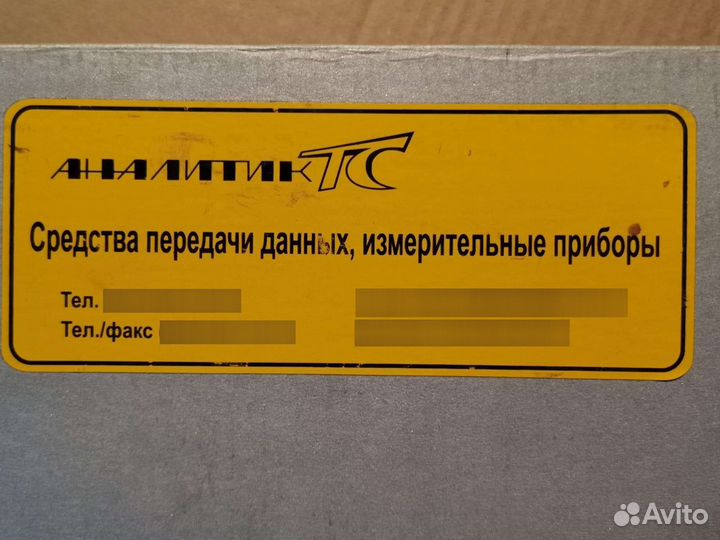 АНАЛИТИК ТС
Средства передачи данных, измерительные приборы
Тел.
Тел./факс
Avito